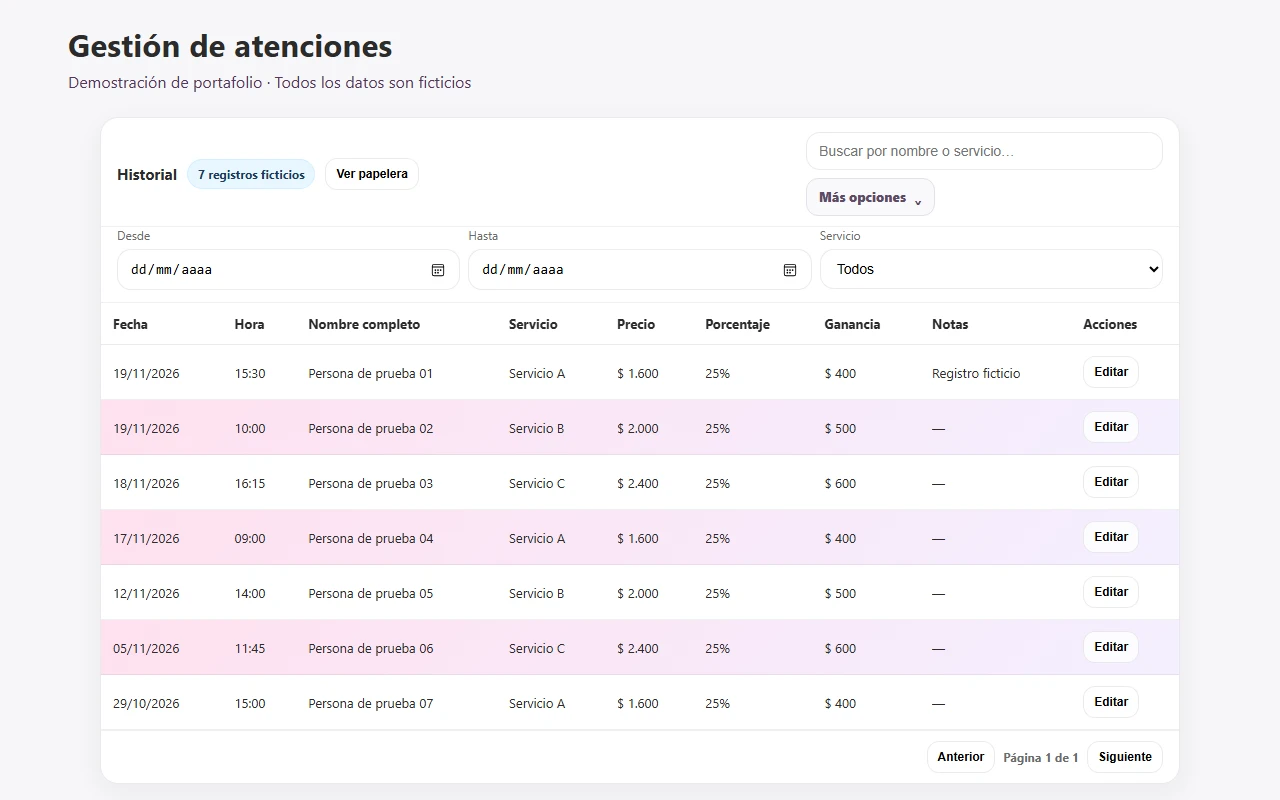 Gestión de atenciones
Demostración de portafolio · Todos los datos son ficticios
Historial 7 registros ficticios Ver papelera
Buscar por nombre o servicio…
Más opciones
Desde Hasta Servicio
dd/mm/aaaa dd/mm/aaaa Todos
Fecha Hora Nombre completo Servicio Precio Porcentaje Ganancia Notas Acciones
19/11/2026 15:30 Persona de prueba 01 Servicio A $ 1.600 25% $ 400 Registro ficticio Editar
19/11/2026 10:00 Persona de prueba 02 Servicio B $ 2.000 25% $ 500 — Editar
18/11/2026 16:15 Persona de prueba 03 Servicio C $ 2.400 25% $ 600 — Editar
17/11/2026 09:00 Persona de prueba 04 Servicio A $ 1.600 25% $ 400 — Editar
12/11/2026 14:00 Persona de prueba 05 Servicio B $ 2.000 25% $ 500 — Editar
05/11/2026 11:45 Persona de prueba 06 Servicio C $ 2.400 25% $ 600 — Editar
29/10/2026 15:00 Persona de prueba 07 Servicio A $ 1.600 25% $ 400 — Editar
Anterior Página 1 de 1 Siguiente